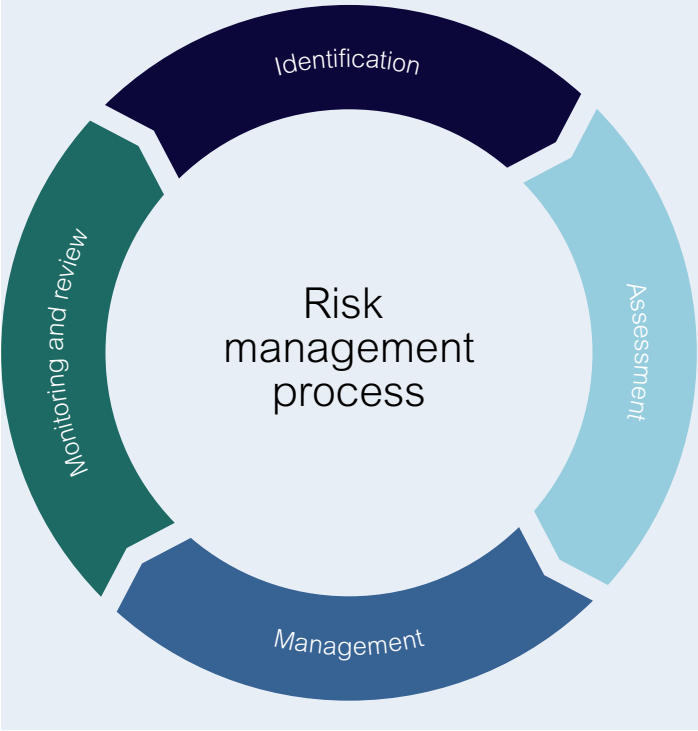 Identification
Assessment
Management
Monitoring and review
Risk
management
process